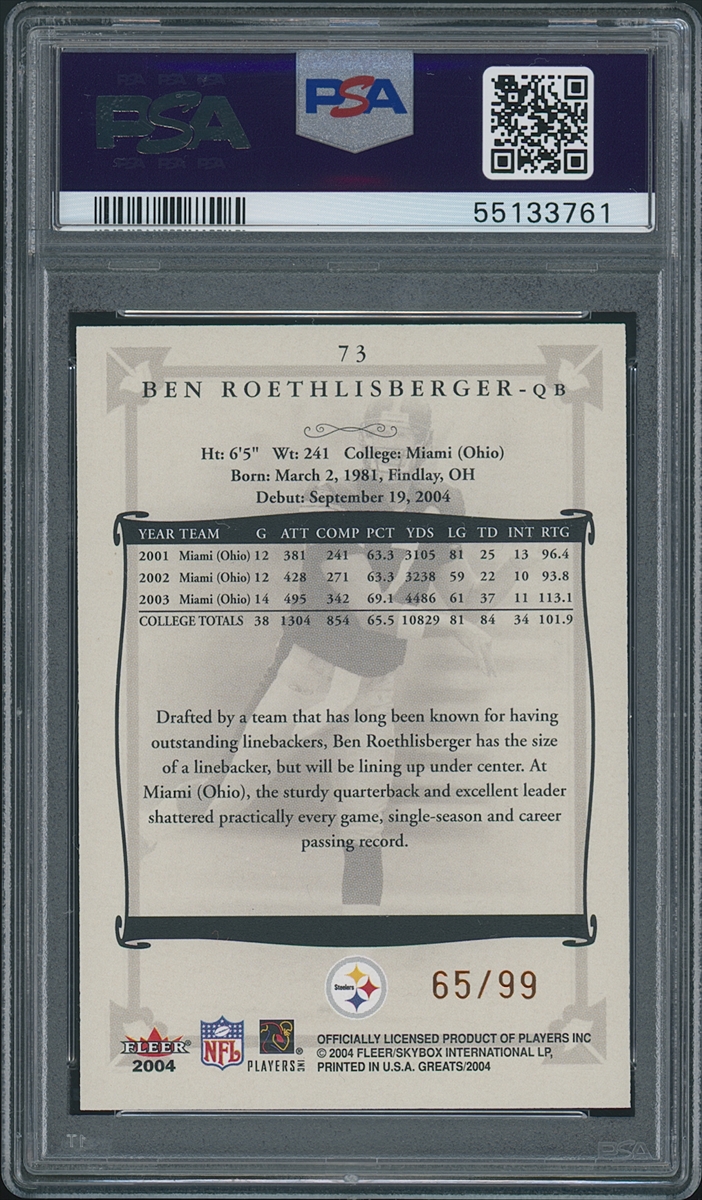 PSA PSA PSA
PSA
PSA PSA PSA
PSA
55133761
73
BEN ROETHLISBERGER-QB
Ht: 6'5" Wt: 241 College: Miami (Ohio)
Born: March 2, 1981, Findlay, OH
Debut: September 19, 2004
YEAR TEAM G ATT COMP PCT YDS LG TD INT RTG
2001 Miami (Ohio) 12 381 241 63.3 3105 81 25 13 96.4
2002 Miami (Ohio) 12 428 271 63.3 3238 59 22 10 93.8
2003 Miami (Ohio) 14 495 342 69.1 4486 61 37 11 113.1
COLLEGE TOTALS 38 1304 854 65.5 10829 81 84 34 101.9
Drafted by a team that has long been known for having
outstanding linebackers, Ben Roethlisberger has the size
of a linebacker, but will be lining up under center. At
Miami (Ohio), the sturdy quarterback and excellent leader
shattered practically every game, single-season and career
passing record.
Steelers
65/99
FLEER
2004
NFL
PLAYERS INC
OFFICIALLY LICENSED PRODUCT OF PLAYERS INC
© 2004 FLEER/SKYBOX INTERNATIONAL LP,
PRINTED IN U.S.A. GREATS/2004
PSA